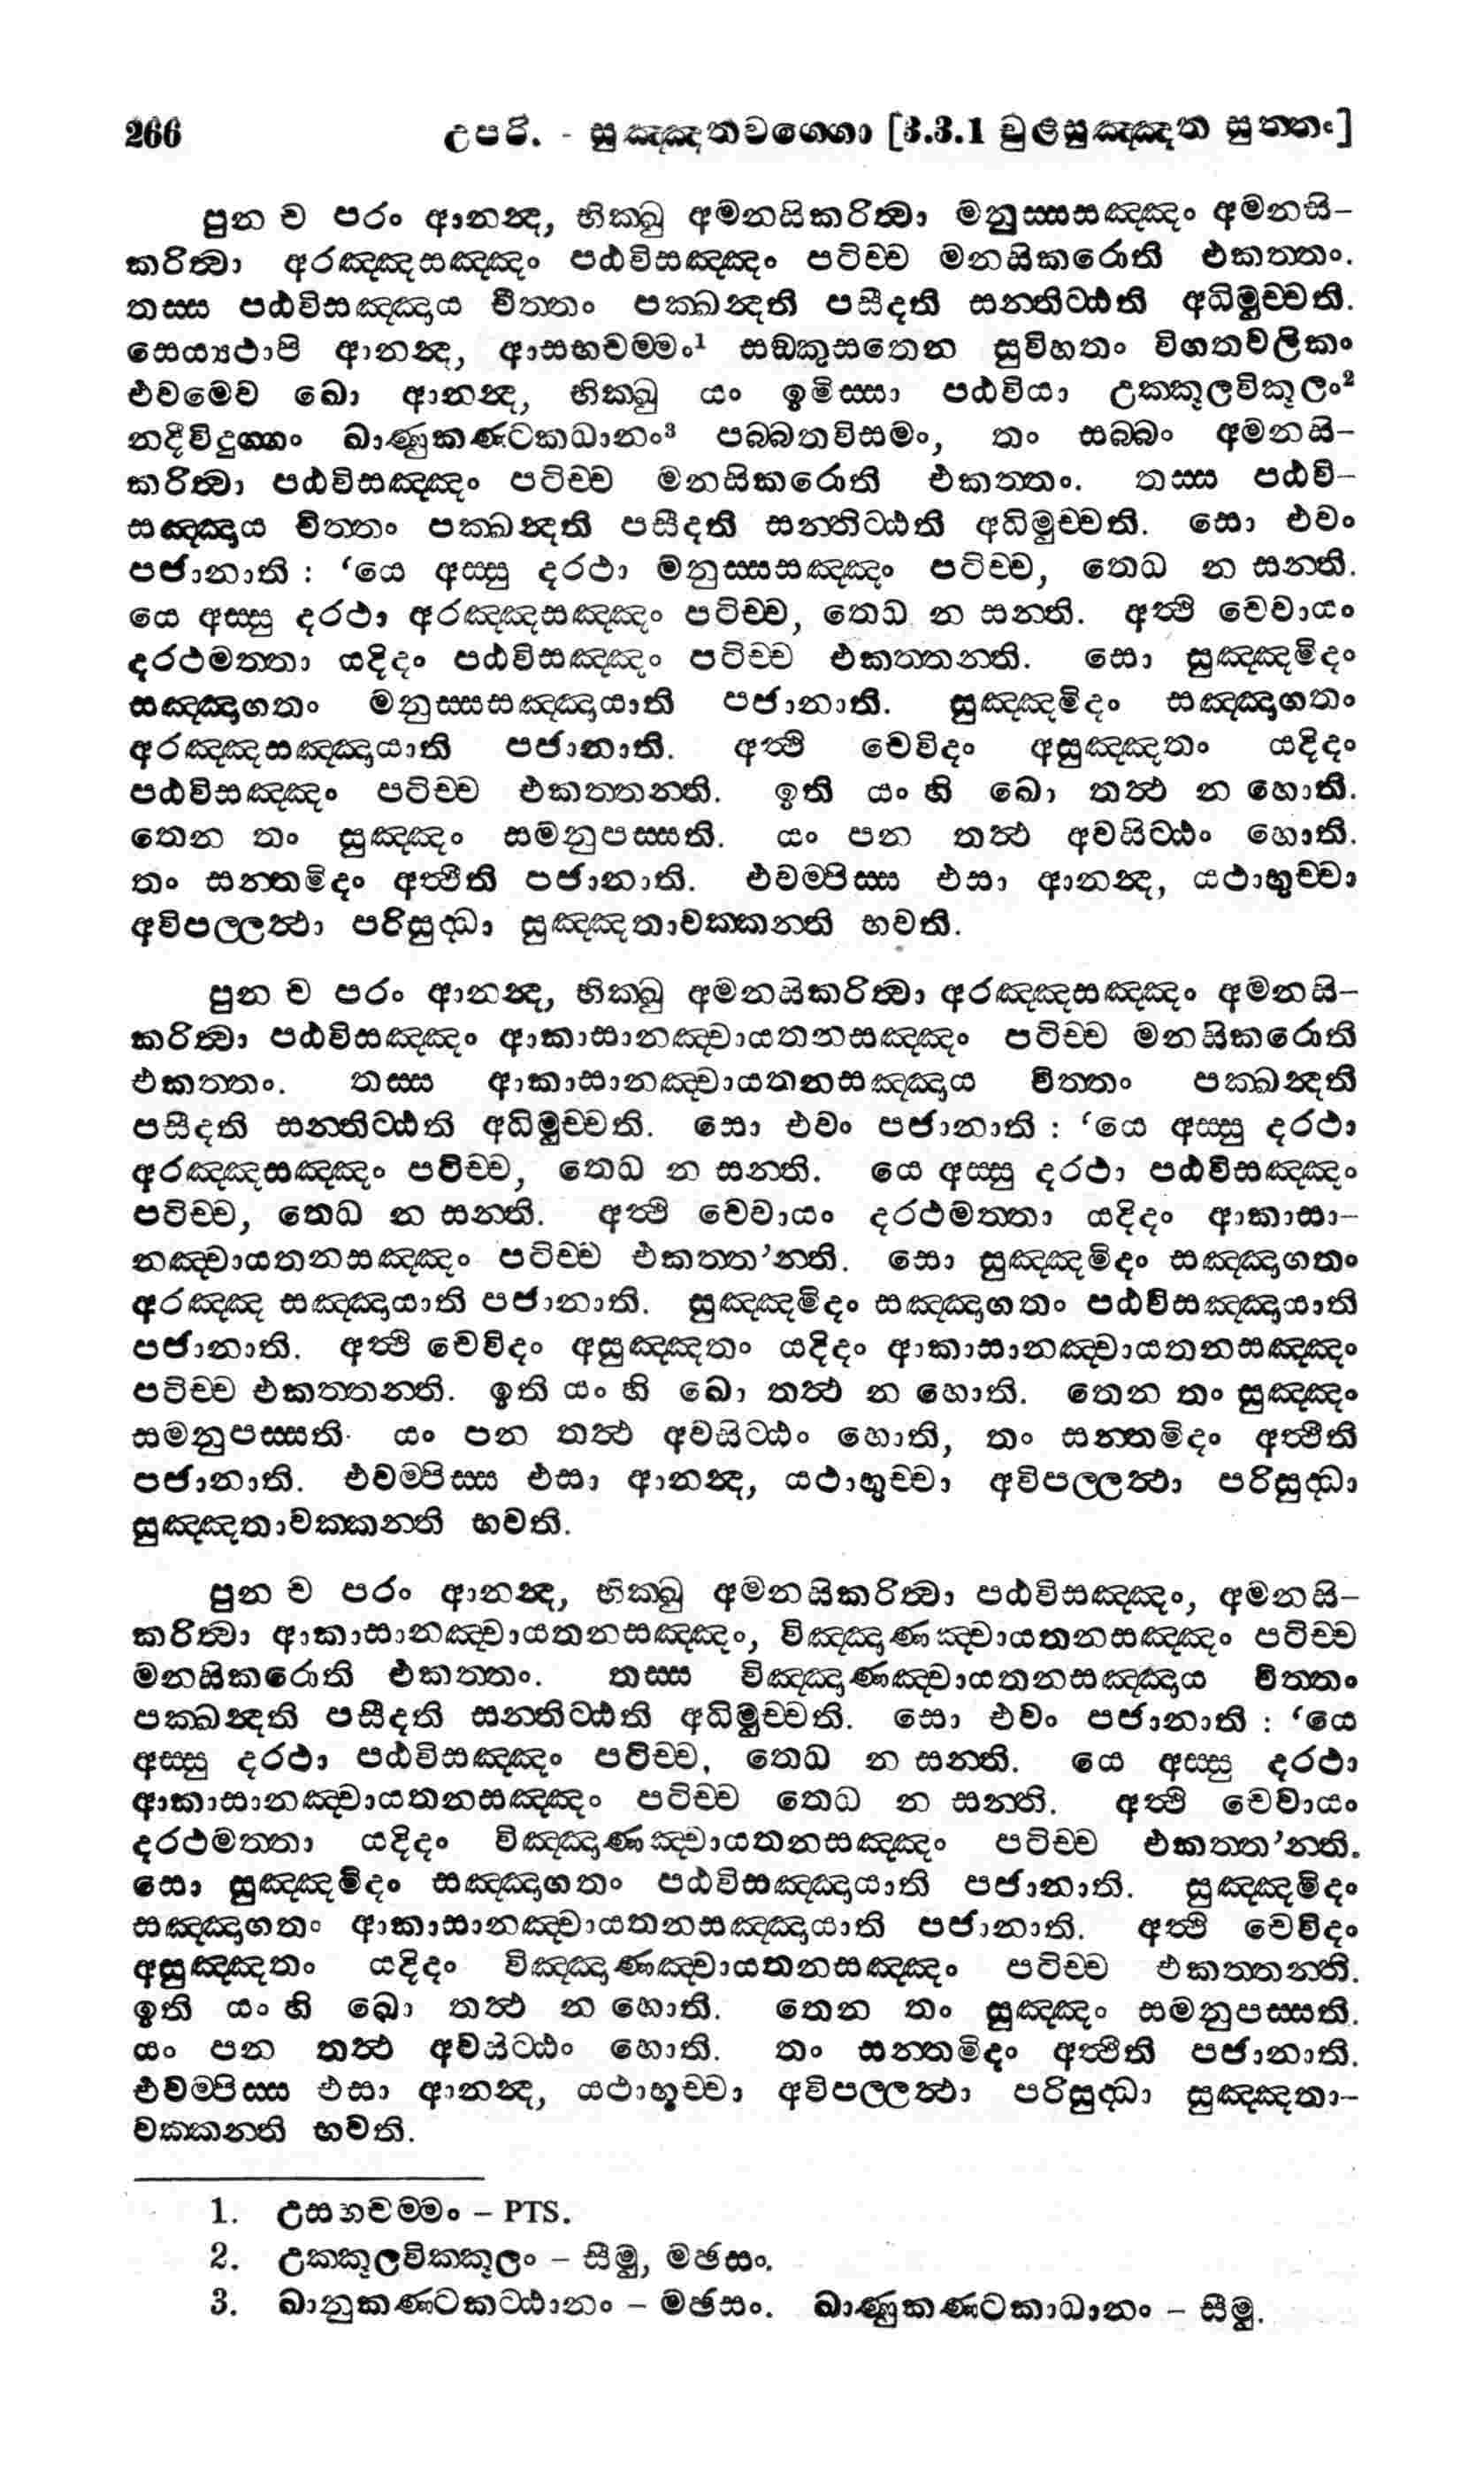 266 උපරි. - සුඤ්ඤතවග්ගො [3.3.1 චුළසුඤ්ඤත සුත්තං]
පුන ච පරං ආනන්ද, භික්ඛු අමනසිකරිත්වා මනුස්සසඤ්ඤං අමනසි-
කරිත්වා අරඤ්ඤසඤ්ඤං පඨවිසඤ්ඤං පටිච්ච මනසිකරොති එකත්තං.
තස්ස පඨවිසඤ්ඤාය චිත්තං පක්ඛන්දති පසීදති සන්තිට්ඨති අධිමුච්චති.
සෙය්‍යථාපි ආනන්ද, ආසභචම්මං1 සඞ්කුසතෙන සුවිහතං විගතවලිකං
එවමෙව ඛො ආනන්ද, භික්ඛු යං ඉමිස්සා පඨවියා උක්කූලවිකූලං2
නදීවිදුග්ගං ඛාණුකණ්ටකධානං3 පබ්බතවිසමං, තං සබ්බං අමනසි-
කරිත්වා පඨවිසඤ්ඤං පටිච්ච මනසිකරොති එකත්තං. තස්ස පඨවි-
සඤ්ඤාය චිත්තං පක්ඛන්දති පසීදති සන්තිට්ඨති අධිමුච්චති. සො එවං
පජානාති : ‘යෙ අස්සු දරථා මනුස්සසඤ්ඤං පටිච්ච, තෙධ න සන්ති.
යෙ අස්සු දරථා අරඤ්ඤසඤ්ඤං පටිච්ච, තෙධ න සන්ති. අත්ථි චෙවායං
දරථමත්තා යදිදං පඨවිසඤ්ඤං පටිච්ච එකත්තන්ති. සො සුඤ්ඤමිදං
සඤ්ඤාගතං මනුස්සසඤ්ඤායාති පජානාති. සුඤ්ඤමිදං සඤ්ඤාගතං
අරඤ්ඤසඤ්ඤායාති පජානාති. අත්ථි චෙවිදං අසුඤ්ඤතං යදිදං
පඨවිසඤ්ඤං පටිච්ච එකත්තන්ති. ඉති යං හි ඛො තත්ථ න හොති.
තෙන තං සුඤ්ඤං සමනුපස්සති. යං පන තත්ථ අවසිට්ඨං හොති.
තං සන්තමිදං අත්ථීති පජානාති. එවම්පිස්ස එසා ආනන්ද, යථාභුච්චා
අවිපල්ලත්ථා පරිසුද්ධා සුඤ්ඤතාවක්කන්ති භවති.
පුන ච පරං ආනන්ද, භික්ඛු අමනසිකරිත්වා අරඤ්ඤසඤ්ඤං අමනසි-
කරිත්වා පඨවිසඤ්ඤං ආකාසානඤ්චායතනසඤ්ඤං පටිච්ච මනසිකරොති
එකත්තං. තස්ස ආකාසානඤ්චායතනසඤ්ඤාය චිත්තං පක්ඛන්දති
පසීදති සන්තිට්ඨති අධිමුච්චති. සො එවං පජානාති : ‘යෙ අස්සු දරථා
අරඤ්ඤසඤ්ඤං පටිච්ච, තෙධ න සන්ති. යෙ අස්සු දරථා පඨවිසඤ්ඤං
පටිච්ච, තෙධ න සන්ති. අත්ථි චෙවායං දරථමත්තා යදිදං ආකාසා-
නඤ්චායතනසඤ්ඤං පටිච්ච එකත්ත’න්ති. සො සුඤ්ඤමිදං සඤ්ඤාගතං
අරඤ්ඤ සඤ්ඤායාති පජානාති. සුඤ්ඤමිදං සඤ්ඤාගතං පඨවිසඤ්ඤායාති
පජානාති. අත්ථි චෙවිදං අසුඤ්ඤතං යදිදං ආකාසානඤ්චායතනසඤ්ඤං
පටිච්ච එකත්තන්ති. ඉති යං හි ඛො තත්ථ න හොති. තෙන තං සුඤ්ඤං
සමනුපස්සති. යං පන තත්ථ අවසිට්ඨං හොති, තං සන්තමිදං අත්ථීති
පජානාති. එවම්පිස්ස එසා ආනන්ද, යථාභුච්චා අවිපල්ලත්ථා පරිසුද්ධා
සුඤ්ඤතාවක්කන්ති භවති.
පුන ච පරං ආනන්ද, භික්ඛු අමනසිකරිත්වා පඨවිසඤ්ඤං, අමනසි-
කරිත්වා ආකාසානඤ්චායතනසඤ්ඤං, විඤ්ඤාණඤ්චායතනසඤ්ඤං පටිච්ච
මනසිකරොති එකත්තං. තස්ස විඤ්ඤාණඤ්චායතනසඤ්ඤාය චිත්තං
පක්ඛන්දති පසීදති සන්තිට්ඨති අධිමුච්චති. සො එවං පජානාති : ‘යෙ
අස්සු දරථා පඨවිසඤ්ඤං පටිච්ච, තෙධ න සන්ති. යෙ අස්සු දරථා
ආකාසානඤ්චායතනසඤ්ඤං පටිච්ච තෙධ න සන්ති. අත්ථි චෙවායං
දරථමත්තා යදිදං විඤ්ඤාණඤ්චායතනසඤ්ඤං පටිච්ච එකත්ත’න්ති.
සො සුඤ්ඤමිදං සඤ්ඤාගතං පඨවිසඤ්ඤායාති පජානාති. සුඤ්ඤමිදං
සඤ්ඤාගතං ආකාසානඤ්චායතනසඤ්ඤායාති පජානාති. අත්ථි චෙවිදං
අසුඤ්ඤතං යදිදං විඤ්ඤාණඤ්චායතනසඤ්ඤං පටිච්ච එකත්තන්ති.
ඉති යං හි ඛො තත්ථ න හොති. තෙන තං සුඤ්ඤං සමනුපස්සති.
යං පන තත්ථ අවසිට්ඨං හොති. තං සන්තමිදං අත්ථීති පජානාති.
එවම්පිස්ස එසා ආනන්ද, යථාභූච්චා අවිපල්ලත්ථා පරිසුද්ධා සුඤ්ඤතා-
වක්කන්ති භවති.
1. උසභචම්මං – PTS.
2. උක්කූලවික්කූලං – සීමු, මඡසං.
3. ඛානුකණ්ටකට්ඨානං – මඡසං. ඛාණුකණ්ටකාධානං – සීමු.